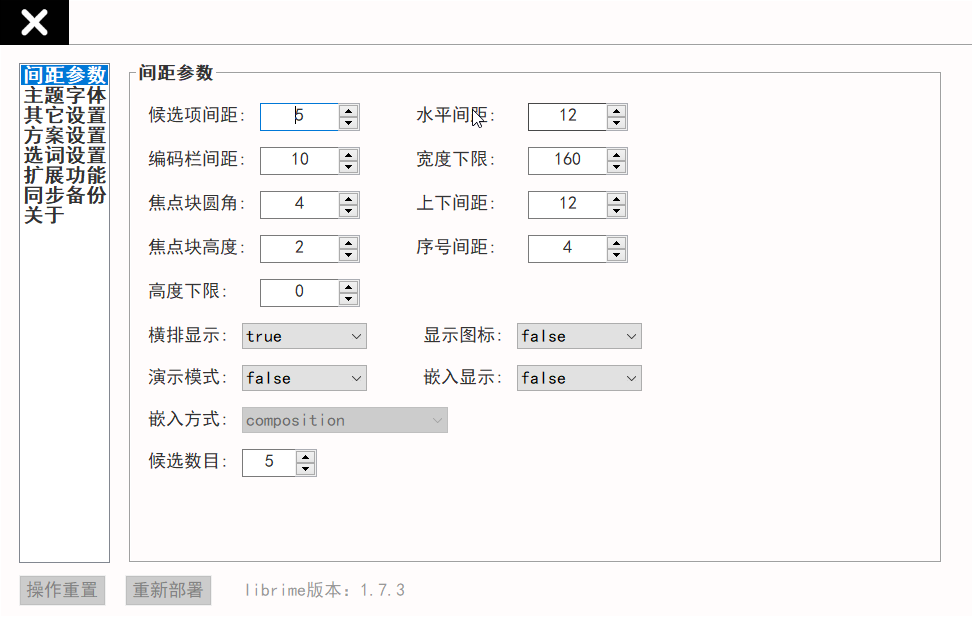 间距参数
主题字体
其它设置
方案设置
选词设置
扩展功能
同步备份
关于
间距参数
候选项间距: 5 水平间距: 12
编码栏间距: 10 宽度下限: 160
焦点块圆角: 4 上下间距: 12
焦点块高度: 2 序号间距: 4
高度下限: 0
横排显示: true 显示图标: false
演示模式: false 嵌入显示: false
嵌入方式: composition
候选数目: 5
操作重置 重新部署 librime版本：1.7.3